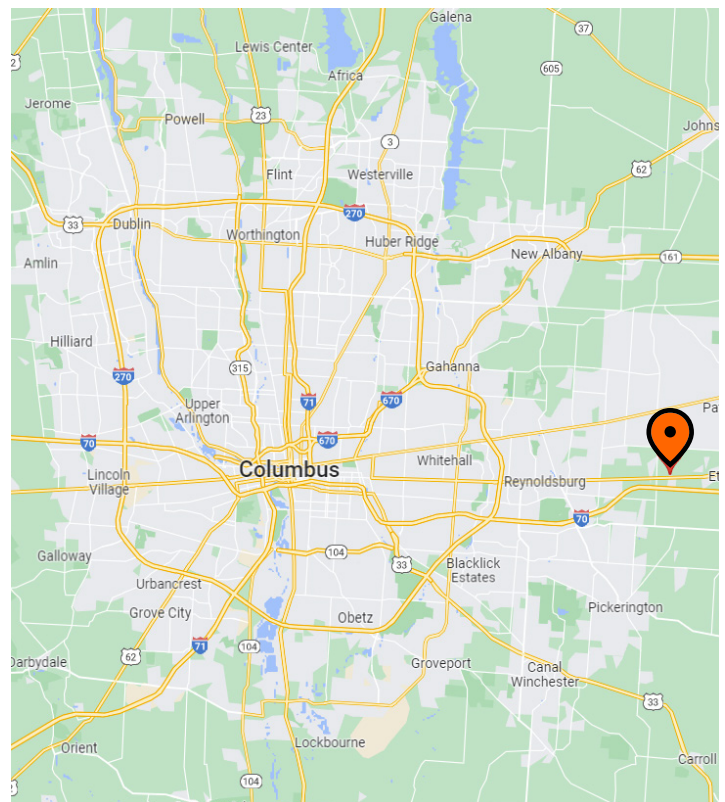 Galena
37
Lewis Center
605
2
Africa
Jerome
Powell
23
Johns
3
62
Flint
Westerville
270
33
Dublin
Worthington
Huber Ridge
New Albany
161
Amlin
Hilliard
315
Gahanna
270
Upper
Arlington
71
670
Pa
70
670
Columbus
Whitehall
Lincoln
Village
Reynoldsburg
Et
70
104
Galloway
33
Blacklick
Estates
Urbancrest
Grove City
Obetz
Pickerington
71
104
62
Darbydale
Groveport
Canal
Winchester
33
Orient
Lockbourne
Carroll
104